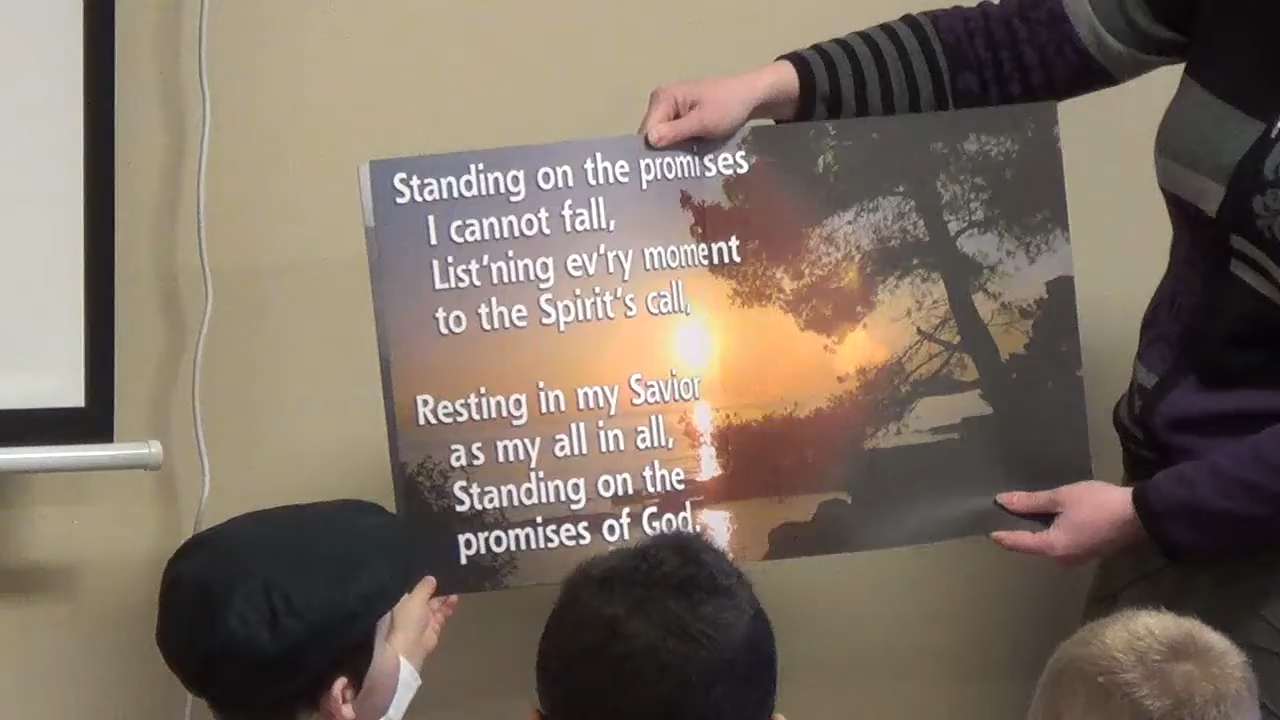 Standing on the promises
I cannot fall,
List'ning ev'ry moment
to the Spirit's call,
Resting in my Savior
as my all in all,
Standing on the
promises of God.